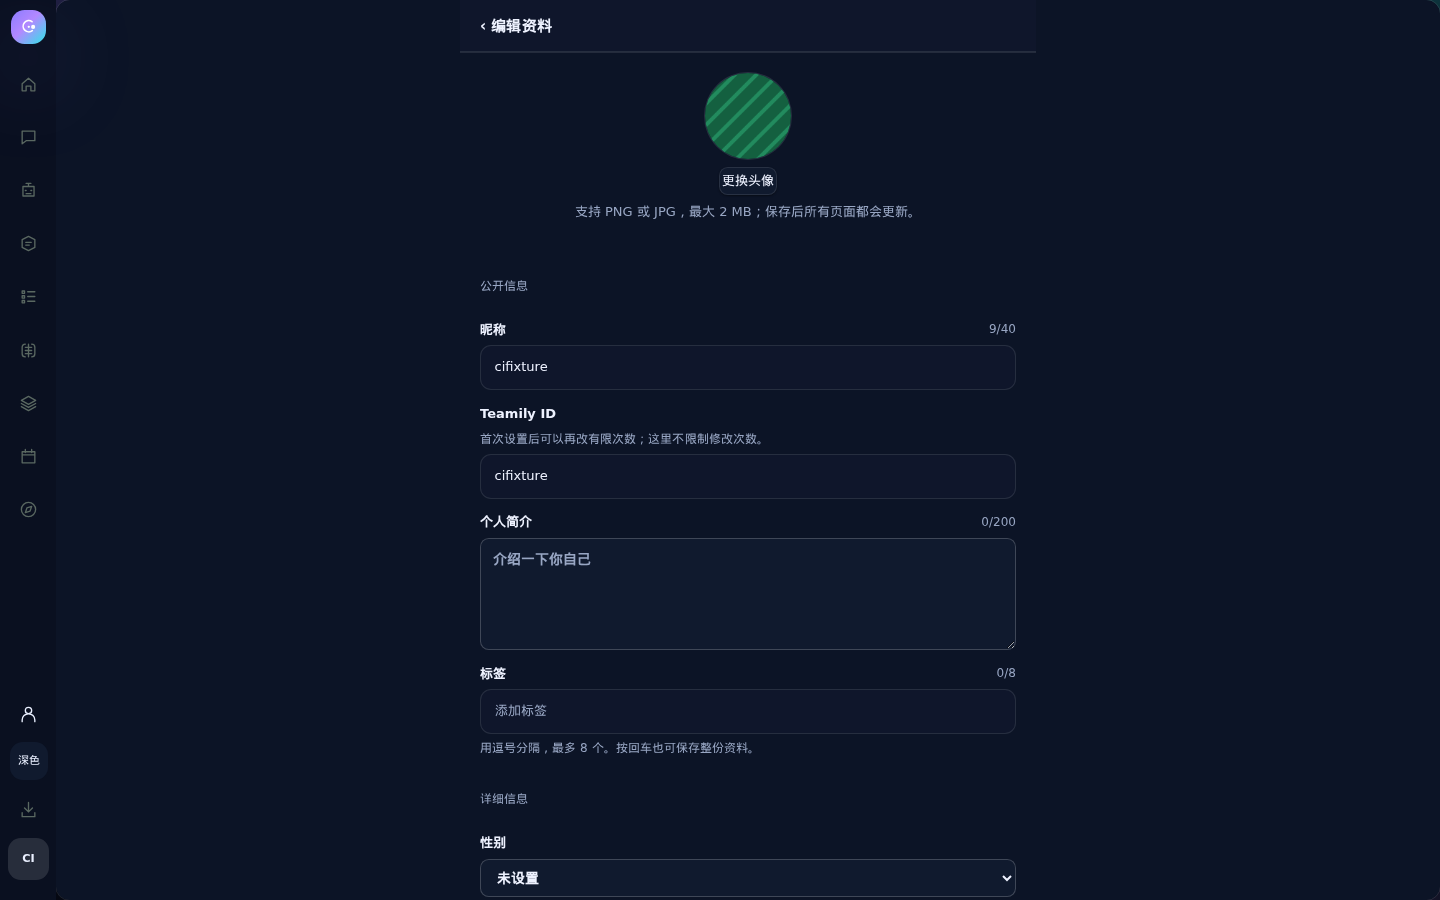 ‹ 编辑资料
更换头像
支持 PNG 或 JPG，最大 2 MB；保存后所有页面都会更新。
公开信息
昵称 9/40
cifixture
Teamily ID
首次设置后可以再改有限次数；这里不限制修改次数。
cifixture
个人简介 0/200
介绍一下你自己
标签 0/8
添加标签
用逗号分隔，最多 8 个。按回车也可保存整份资料。
详细信息
性别
未设置
深色
CI